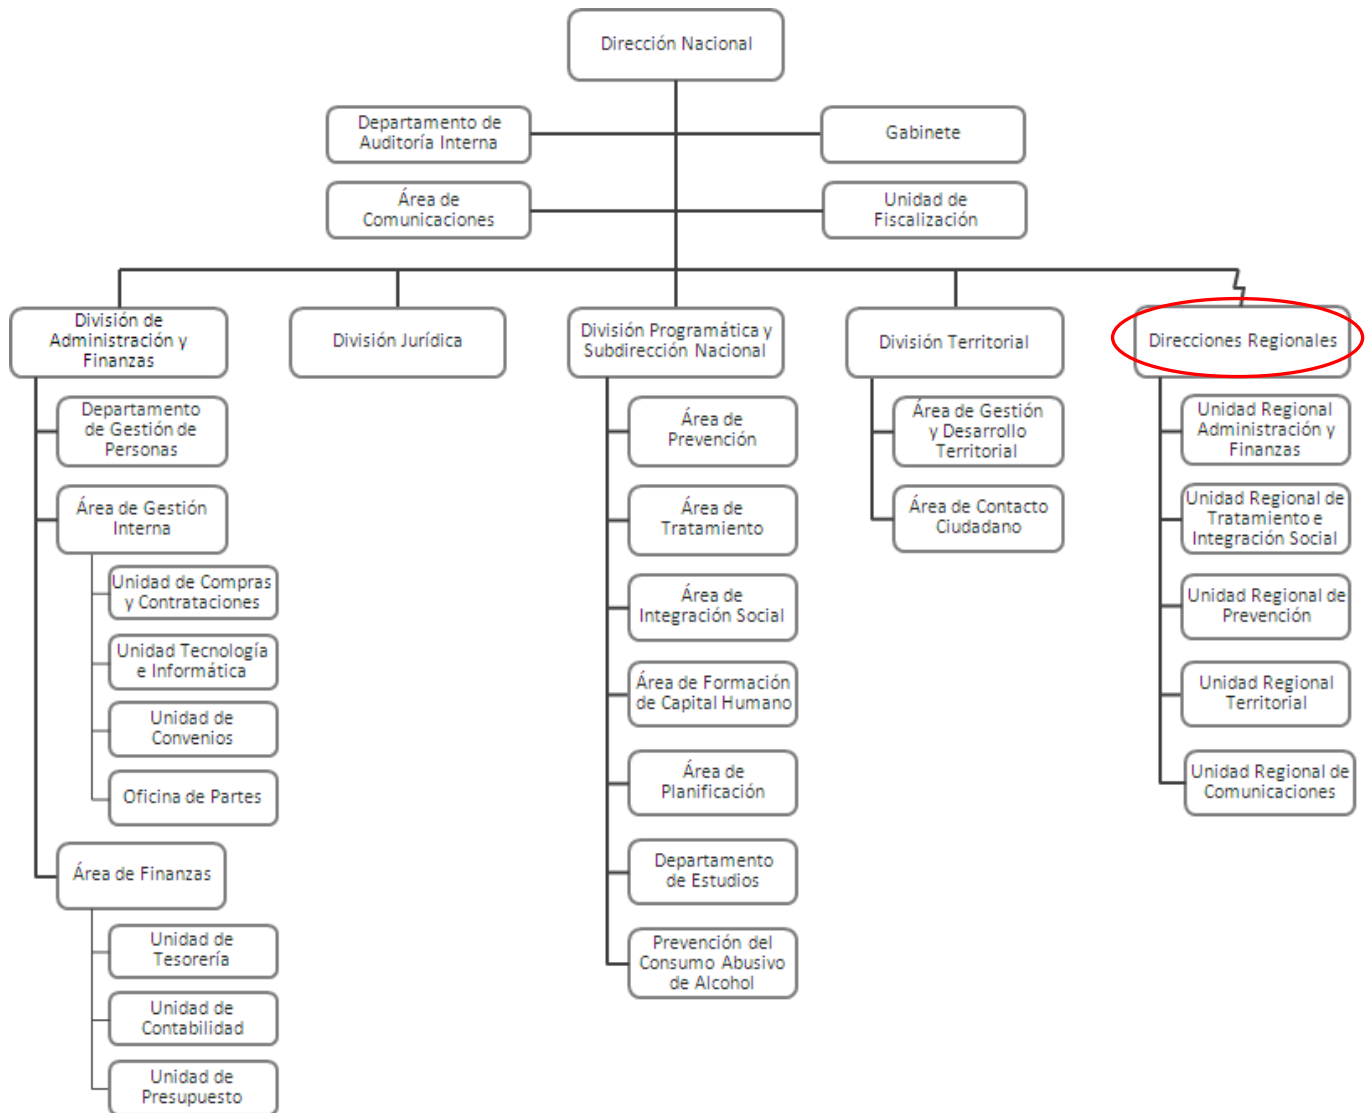 Dirección Nacional
Departamento de
Auditoría Interna
Gabinete
Área de
Comunicaciones
Unidad de
Fiscalización
División de
Administración y
Finanzas
División Jurídica
División Programática y
Subdirección Nacional
División Territorial
Direcciones Regionales
Departamento
de Gestión de
Personas
Área de Gestión
Interna
Unidad de Compras
y Contrataciones
Unidad Tecnología
e Informática
Unidad de
Convenios
Oficina de Partes
Área de Finanzas
Unidad de
Tesorería
Unidad de
Contabilidad
Unidad de
Presupuesto
Área de
Prevención
Área de
Tratamiento
Área de
Integración Social
Área de Formación
de Capital Humano
Área de
Planificación
Departamento
de Estudios
Prevención del
Consumo Abusivo
de Alcohol
Área de Gestión
y Desarrollo
Territorial
Área de Contacto
Ciudadano
Unidad Regional
Administración y
Finanzas
Unidad Regional de
Tratamiento e
Integración Social
Unidad Regional de
Prevención
Unidad Regional
Territorial
Unidad Regional de
Comunicaciones